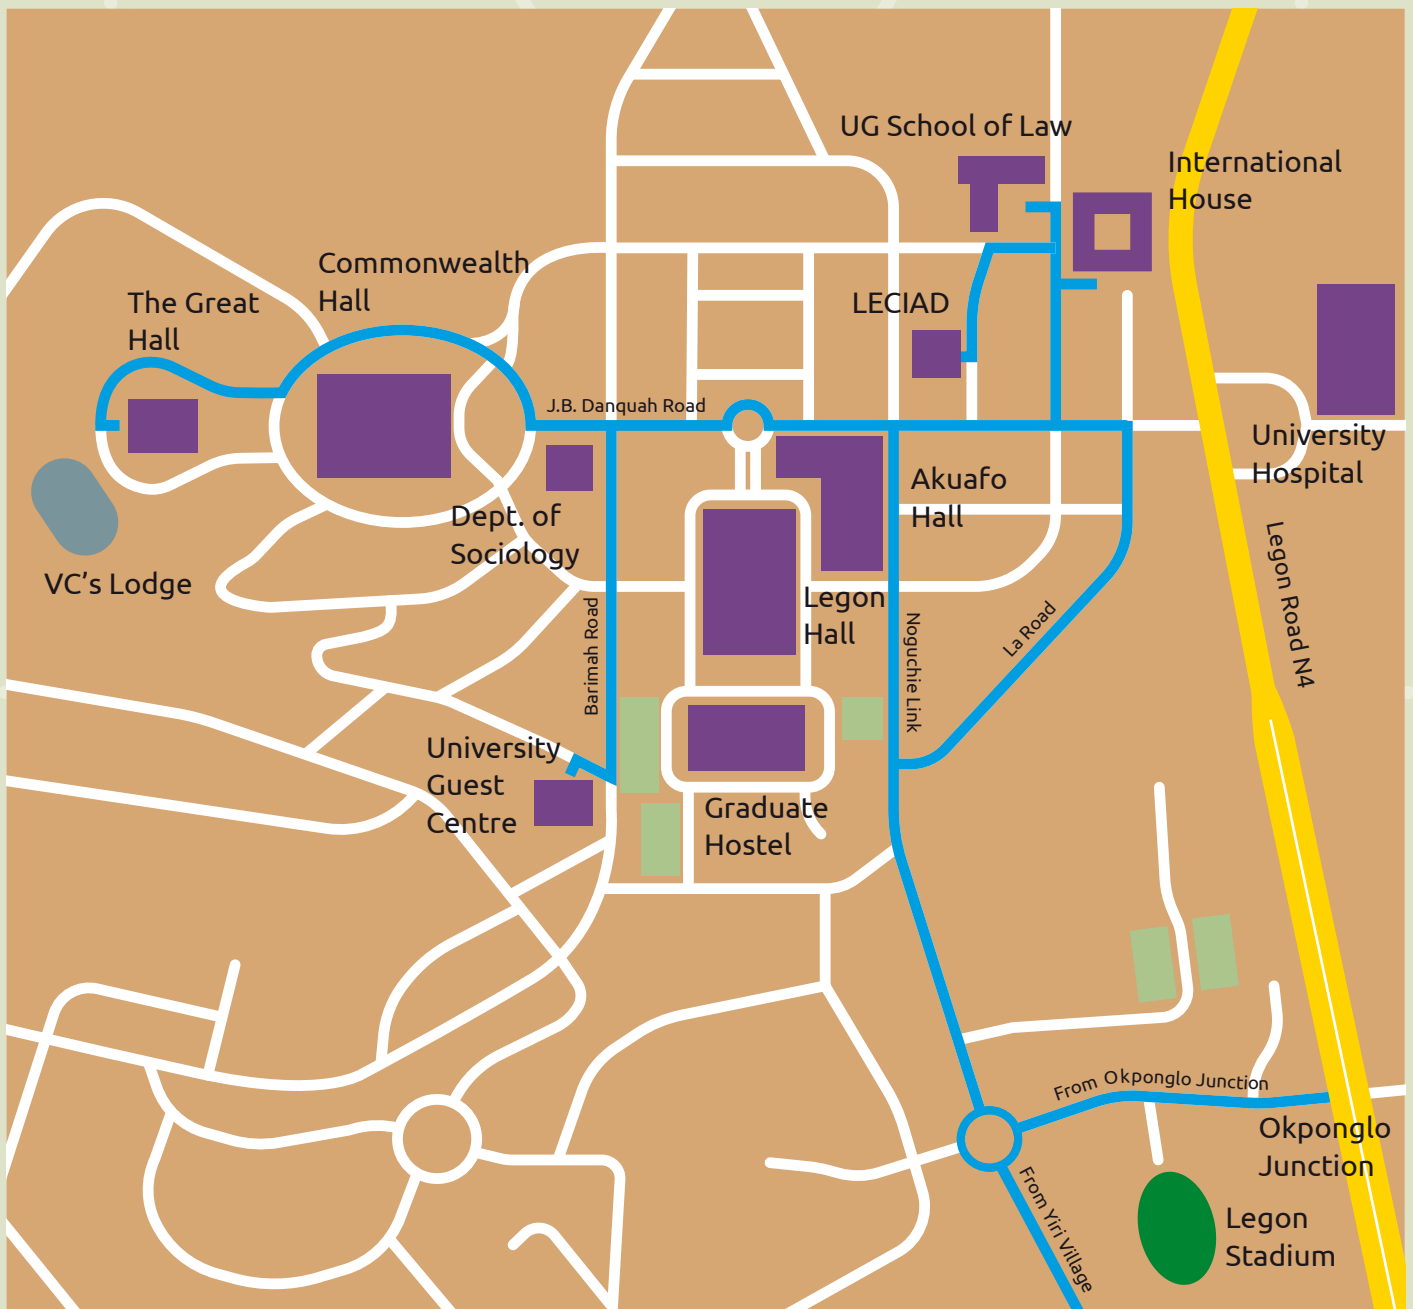 UG School of Law
International
House
Commonwealth
Hall
The Great
Hall
LECIAD
J.B. Danquah Road
University
Hospital
Akuafo
Hall
Dept. of
Sociology
VC’s Lodge
Legon Road N4
Legon
Hall
Barimah Road
Noguchie Link
La Road
University
Guest
Centre
Graduate
Hostel
From Okponglo Junction
Okponglo
Junction
From Yiri Village
Legon
Stadium